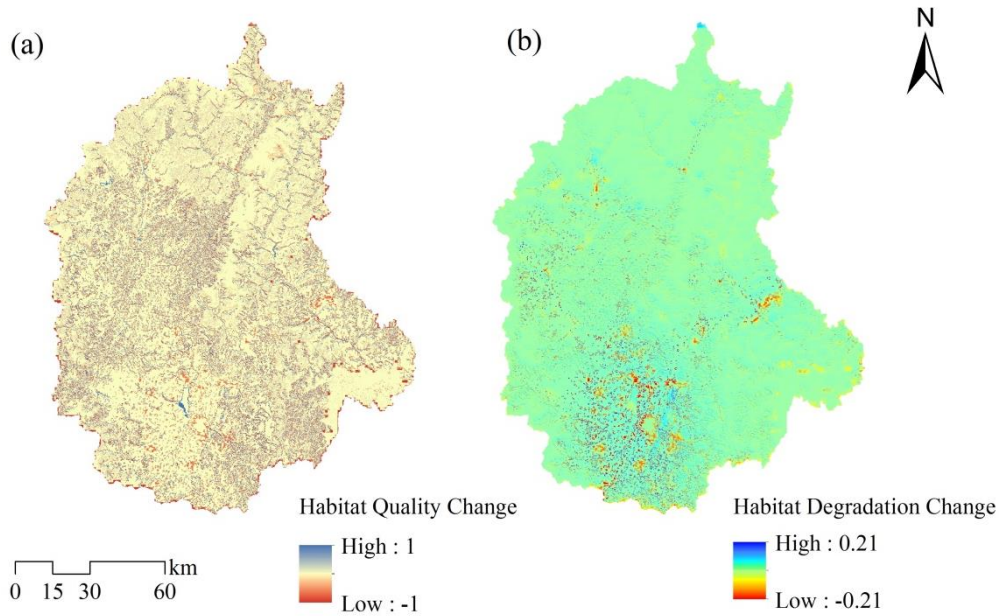 (a)
(b)
N
Habitat Quality Change
High : 1
Low : -1
Habitat Degradation Change
High : 0.21
Low : -0.21
km
0 15 30 60